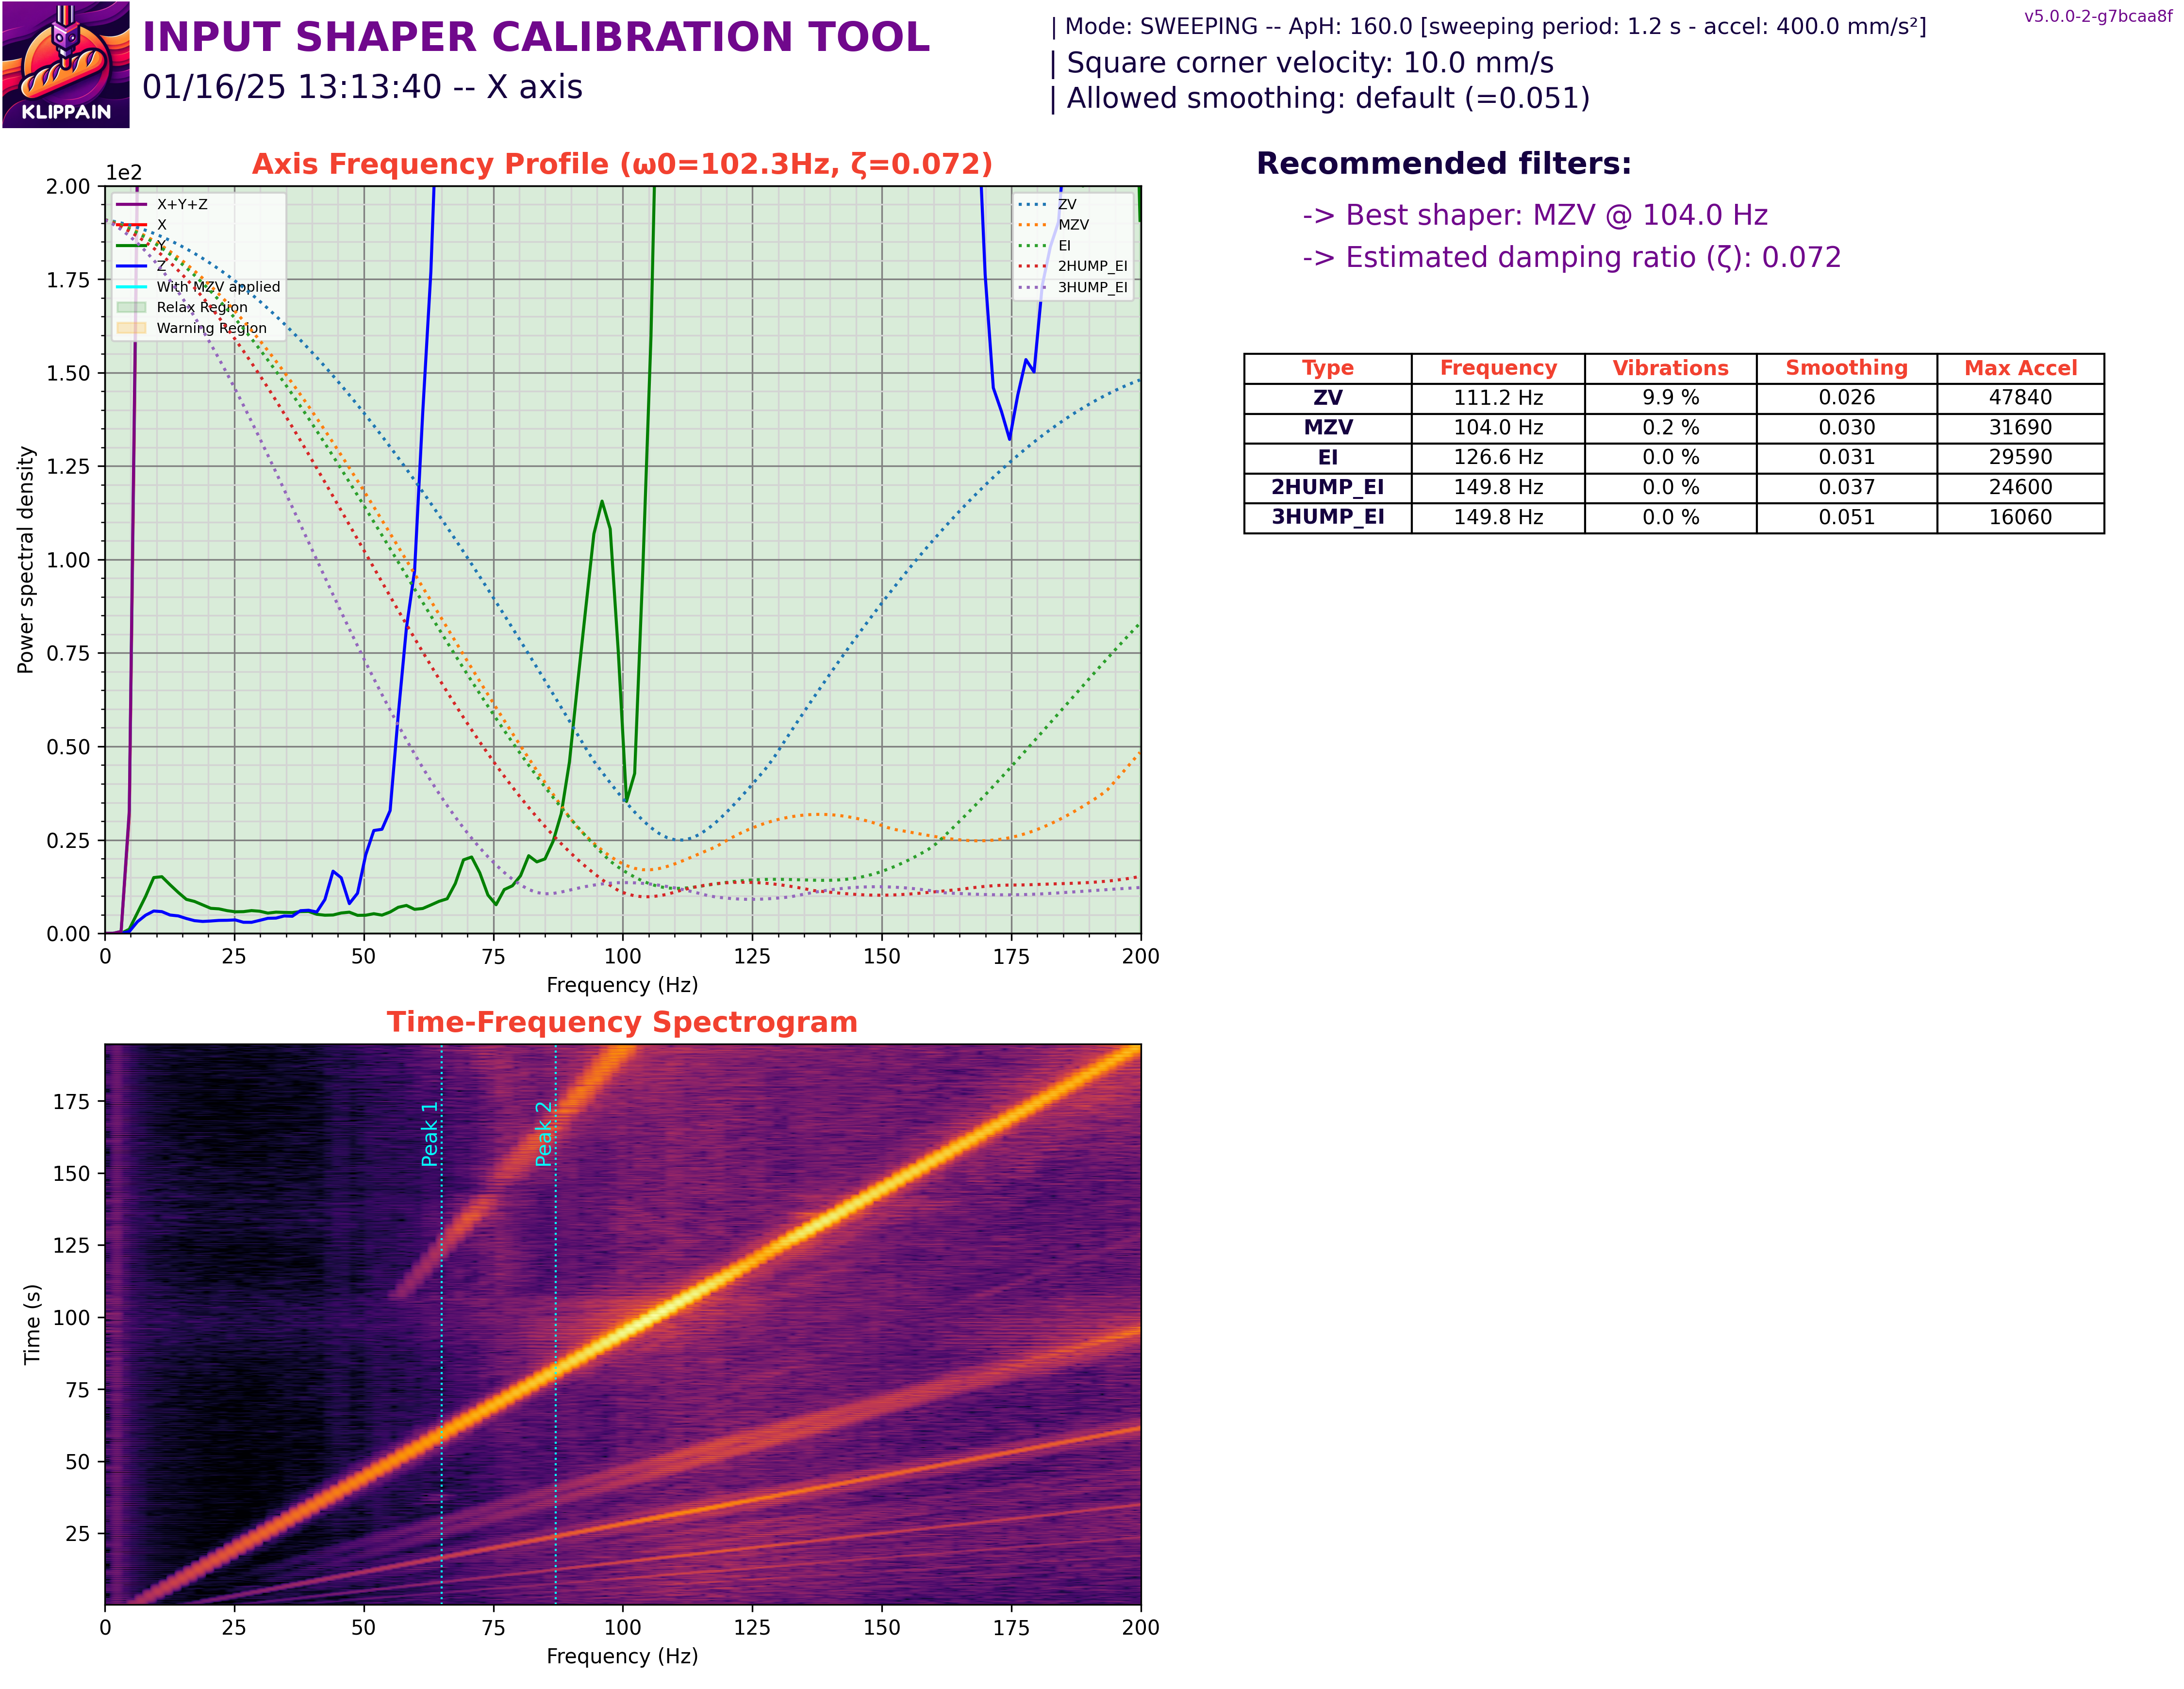 KLIPPAIN
INPUT SHAPER CALIBRATION TOOL
01/16/25 13:13:40 -- X axis
| Mode: SWEEPING -- ApH: 160.0 [sweeping period: 1.2 s - accel: 400.0 mm/s²]
| Square corner velocity: 10.0 mm/s
| Allowed smoothing: default (=0.051)
v5.0.0-2-g7bcaa8f
Axis Frequency Profile (ω0=102.3Hz, ζ=0.072)
1e2
2.00
1.75
1.50
1.25
1.00
0.75
0.50
0.25
0.00
Power spectral density
X+Y+Z
X
Y
Z
With MZV applied
Relax Region
Warning Region
ZV
MZV
EI
2HUMP_EI
3HUMP_EI
0 25 50 75 100 125 150 175 200
Frequency (Hz)
Recommended filters:
-> Best shaper: MZV @ 104.0 Hz
-> Estimated damping ratio (ζ): 0.072
Type Frequency Vibrations Smoothing Max Accel
ZV 111.2 Hz 9.9 % 0.026 47840
MZV 104.0 Hz 0.2 % 0.030 31690
EI 126.6 Hz 0.0 % 0.031 29590
2HUMP_EI 149.8 Hz 0.0 % 0.037 24600
3HUMP_EI 149.8 Hz 0.0 % 0.051 16060
Time-Frequency Spectrogram
175
150
125
100
75
50
25
Time (s)
Peak 1
Peak 2
0 25 50 75 100 125 150 175 200
Frequency (Hz)